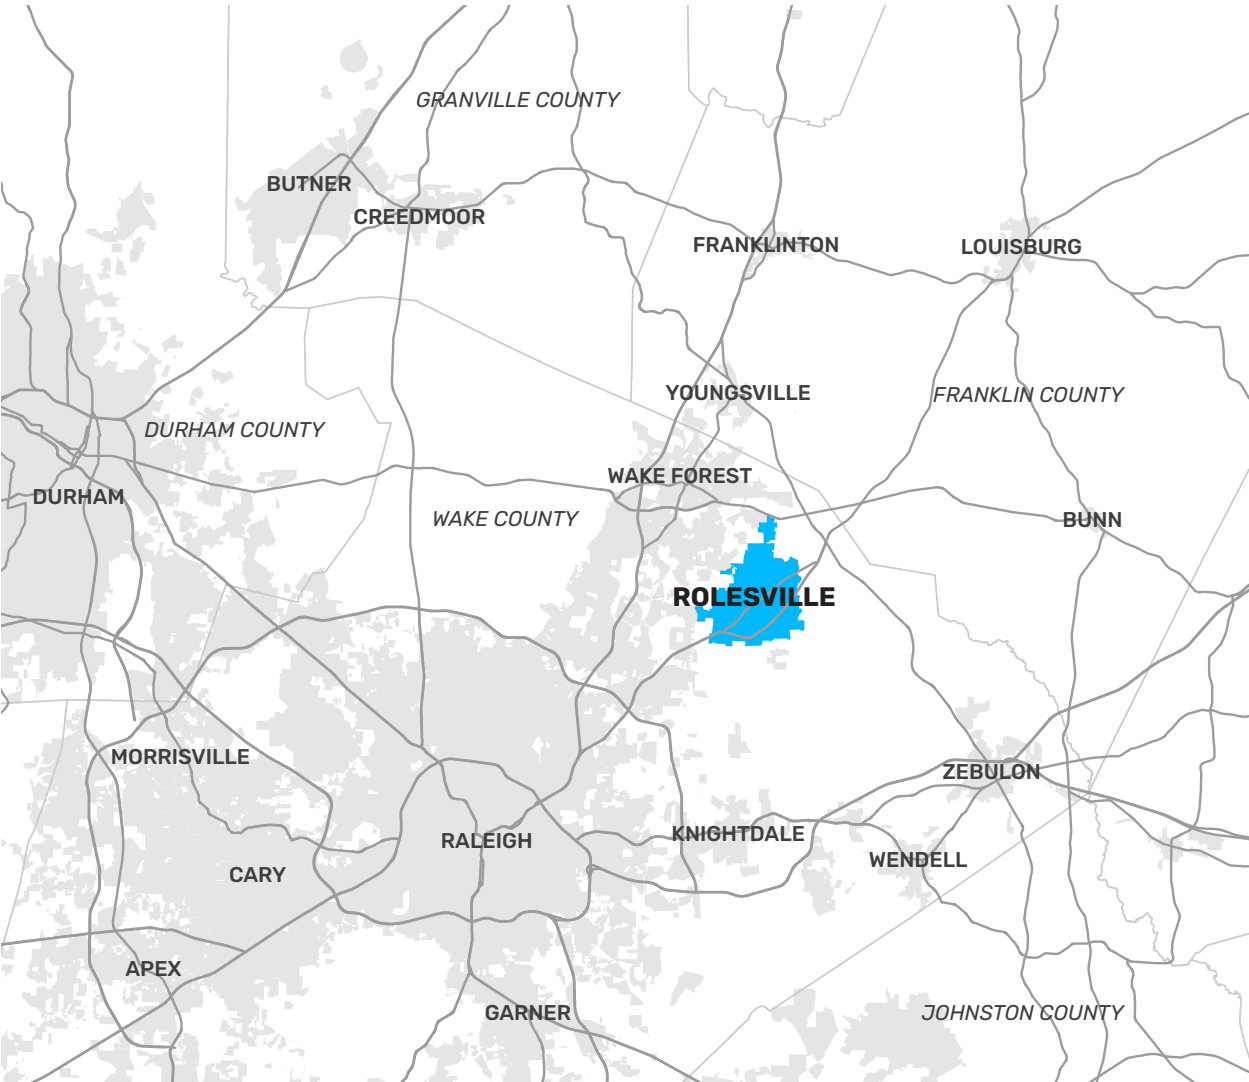 GRANVILLE COUNTY
BUTNER
CREEDMOOR
FRANKLINTON
LOUISBURG
YOUNGSVILLE
FRANKLIN COUNTY
DURHAM COUNTY
WAKE FOREST
DURHAM
WAKE COUNTY
BUNN
ROLESVILLE
MORRISVILLE
ZEBULON
KNIGHTDALE
RALEIGH
WENDELL
CARY
APEX
GARNER
JOHNSTON COUNTY